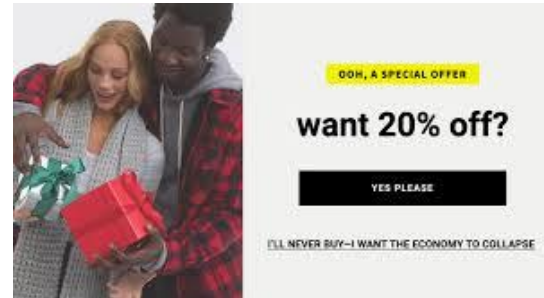 OOH, A SPECIAL OFFER
want 20% off?
YES PLEASE
I'LL NEVER BUY—I WANT THE ECONOMY TO COLLAPSE